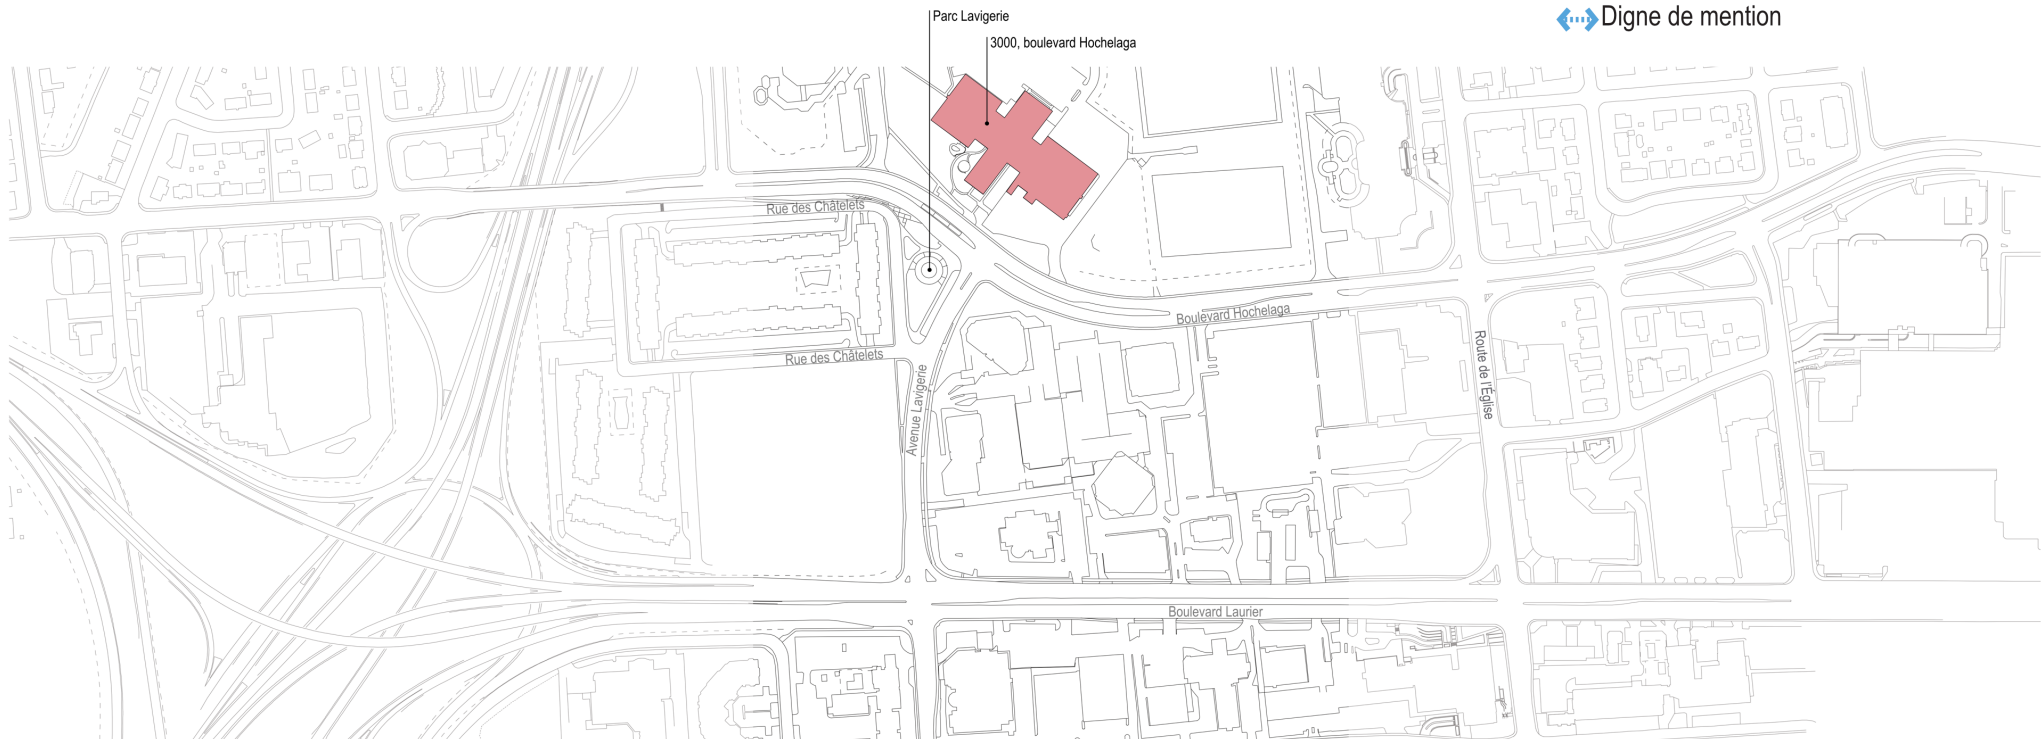 Parc Lavigerie
Digne de mention
3000, boulevard Hochelaga
Rue des Châtelets
Boulevard Hochelaga
Rue des Châtelets
Avenue Lavigerie
Route de l'Église
Boulevard Laurier